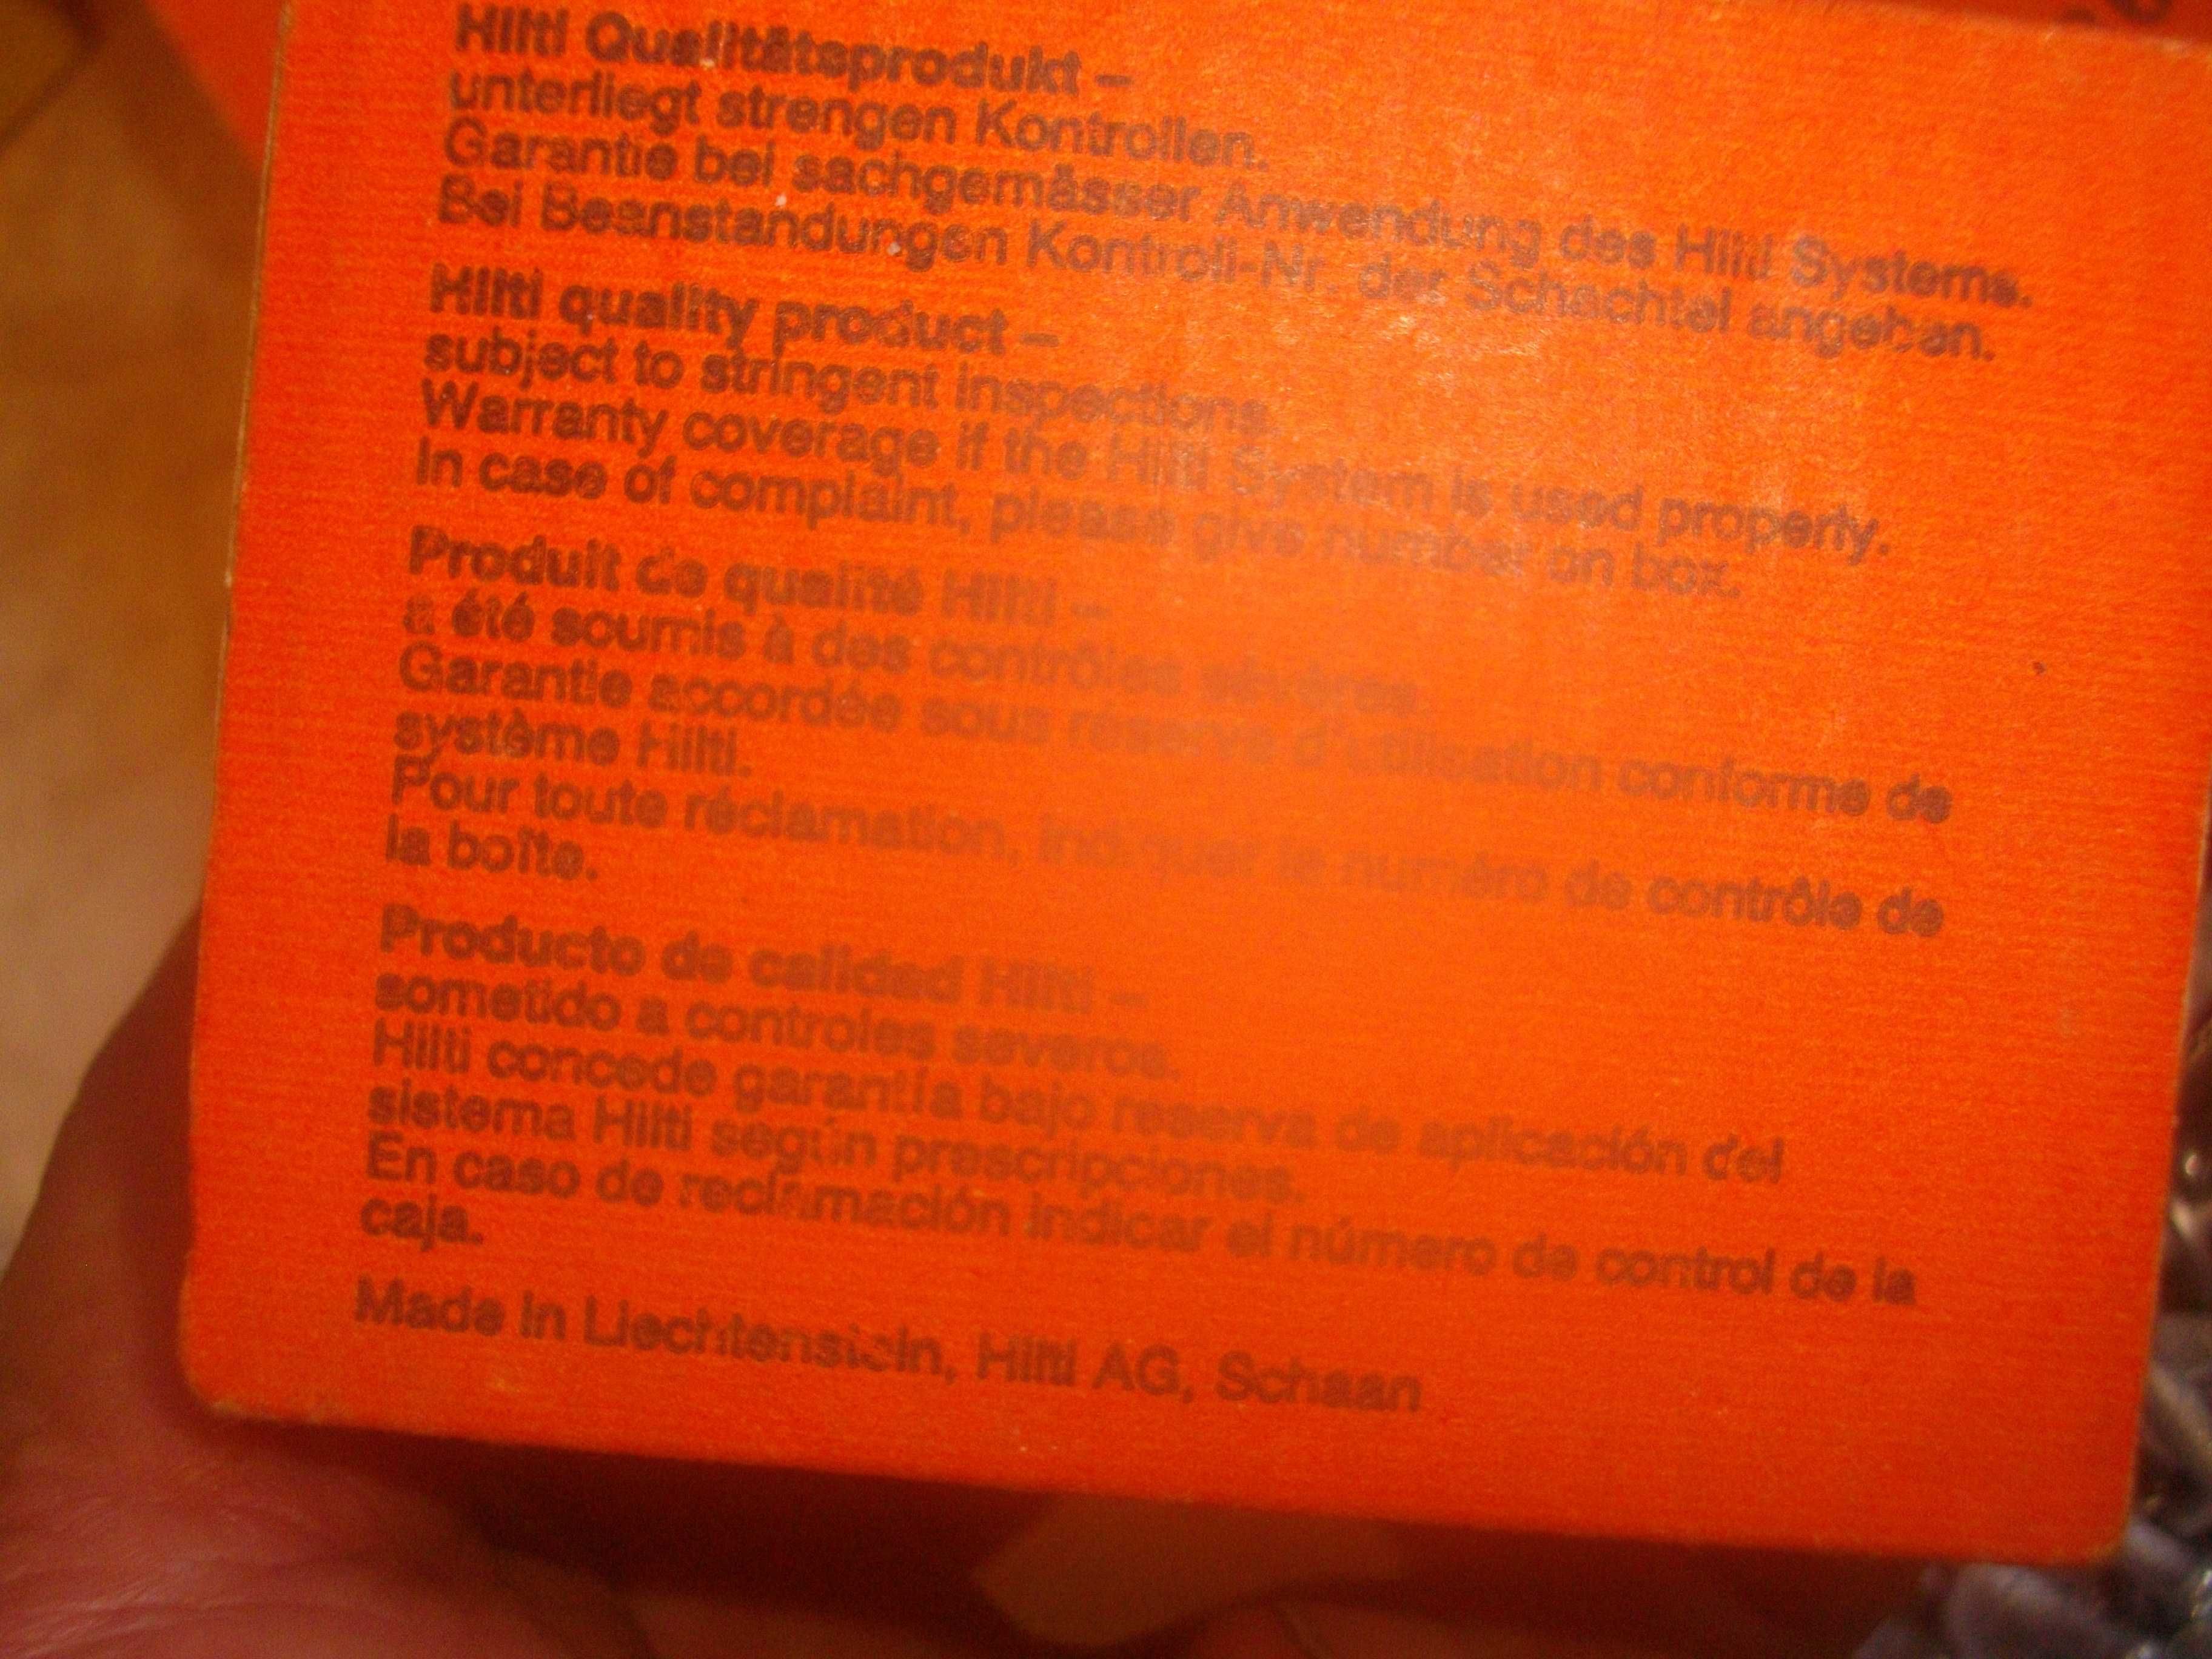 Hilti Qualitätsprodukt –
unterliegt strengen Kontrollen.
Garantie bei sachgemässer Anwendung des Hilti Systems.
Bei Beanstandungen Kontroll-Nr. der Schachtel angeben.
Hilti quality product –
subject to stringent inspections.
Warranty coverage if the Hilti System is used properly.
In case of complaint, please give number on box.
Produit de qualité Hilti –
a été soumis à des contrôles sévères.
Garantie accordée sous réserve d'utilisation conforme de
système Hilti.
Pour toute réclamation, indiquer le numéro de contrôle de
la boîte.
Producto de calidad Hilti –
sometido a controles severos.
Hilti concede garantía bajo reserva de aplicación del
sistema Hilti según prescripciones.
En caso de reclamación indicar el número de control de la
caja.
Made in Liechtenstein, Hilti AG, Schaan